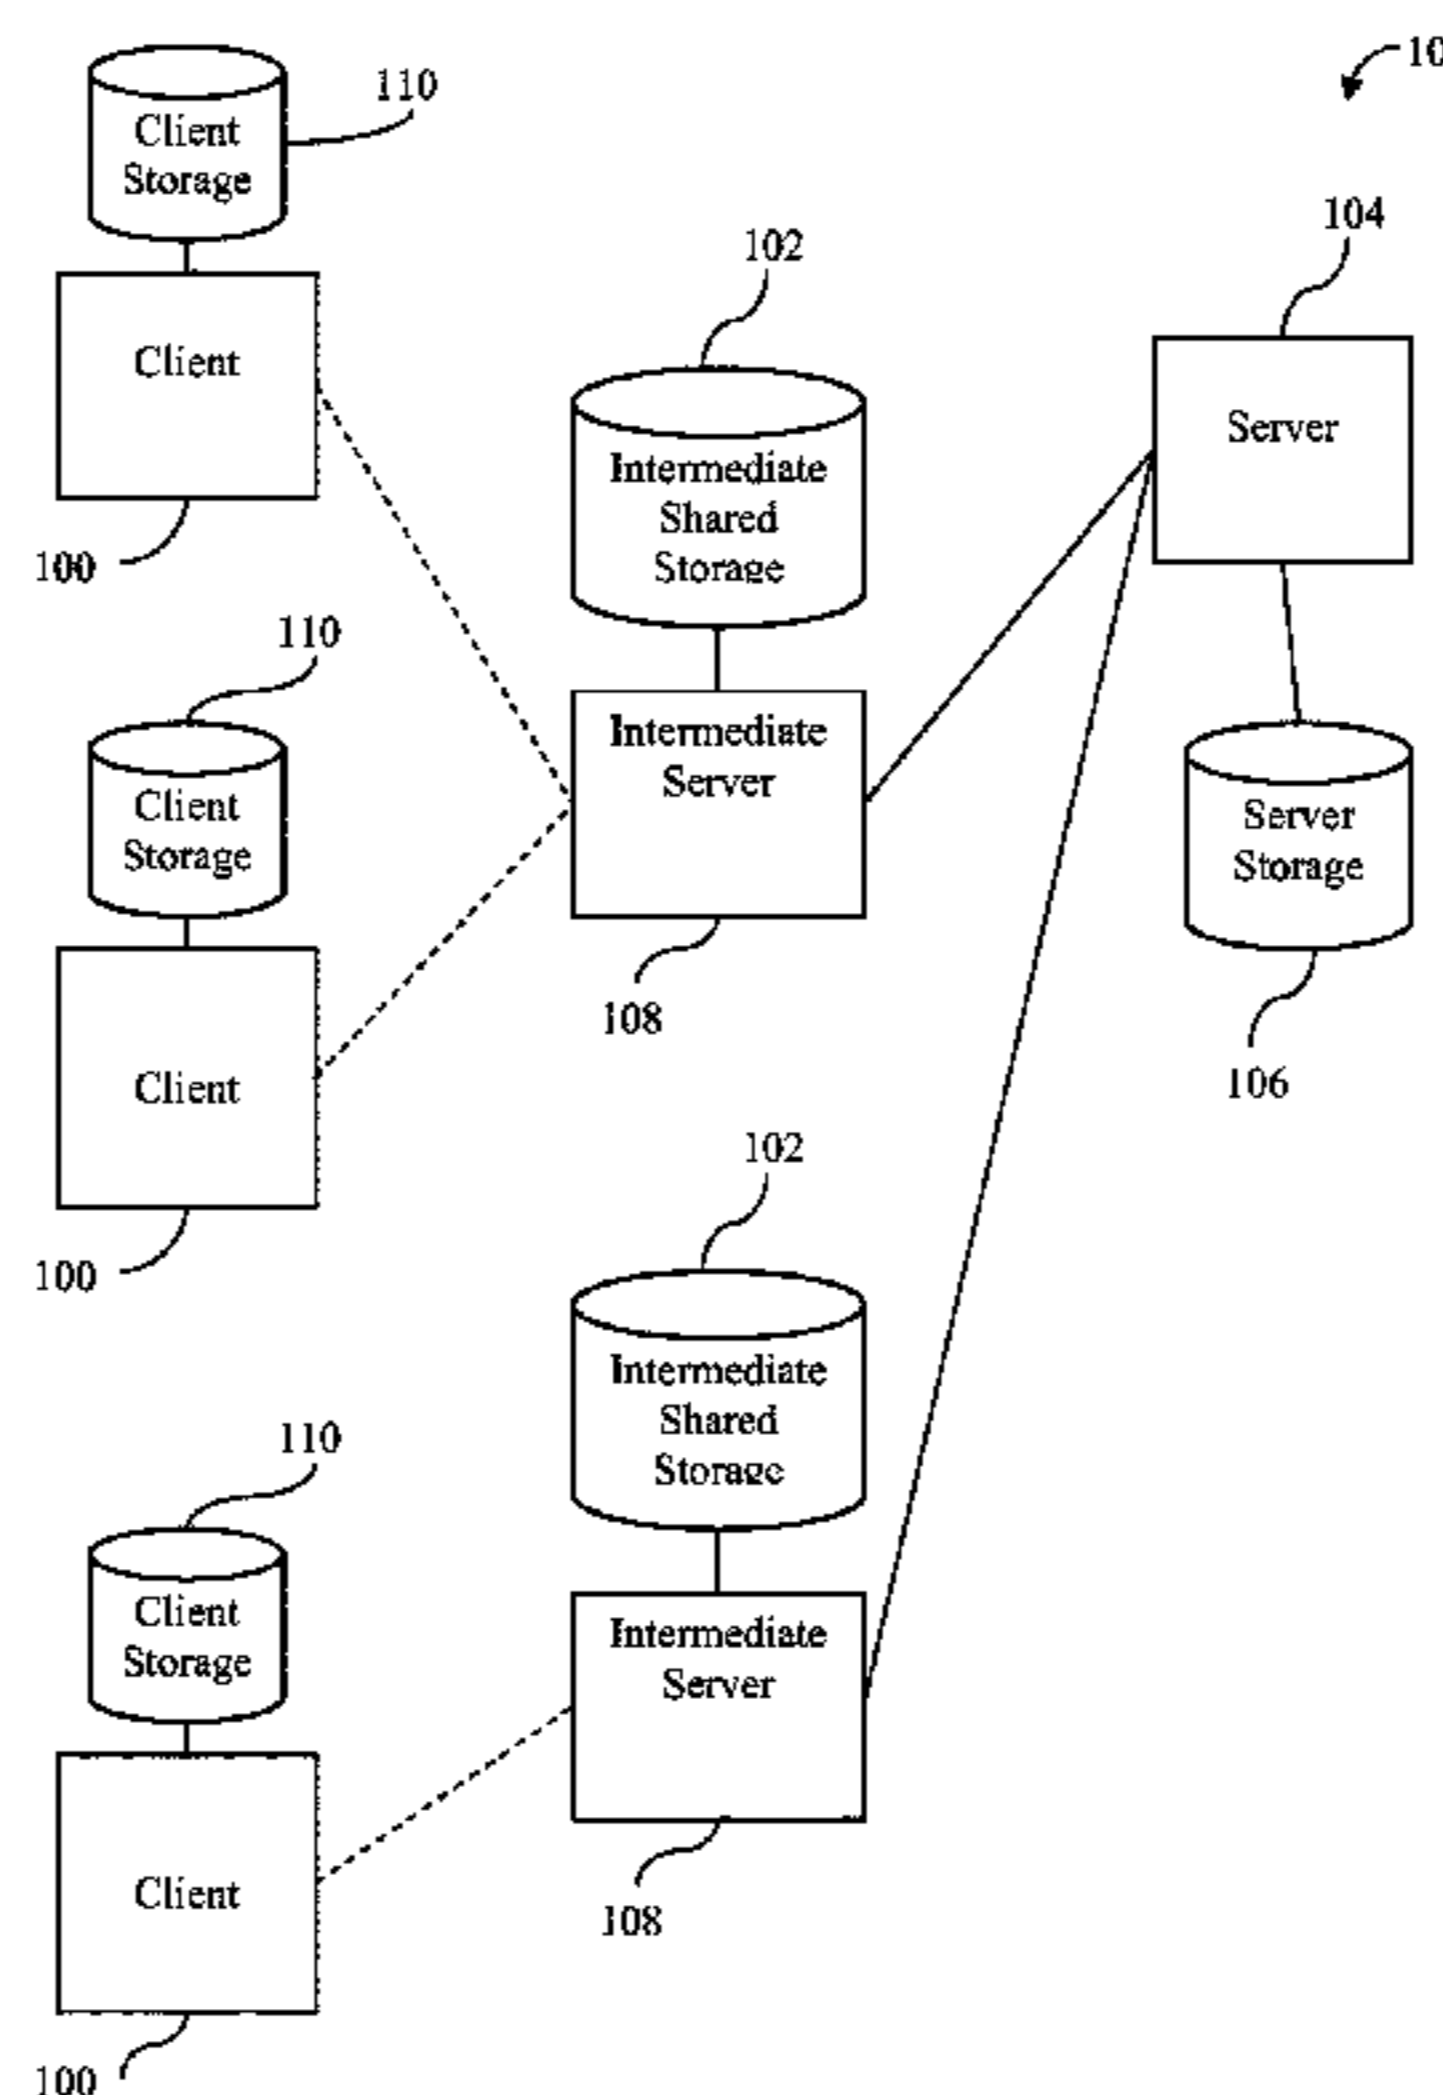 10
110
Client
Storage
104
102
Client
Server
Intermediate
Shared
Storage
100
110
Intermediate
Server
Client
Storage
Server
Storage
108
Client
106
102
100
Intermediate
Shared
Storage
110
Client
Storage
Intermediate
Server
Client
108
100